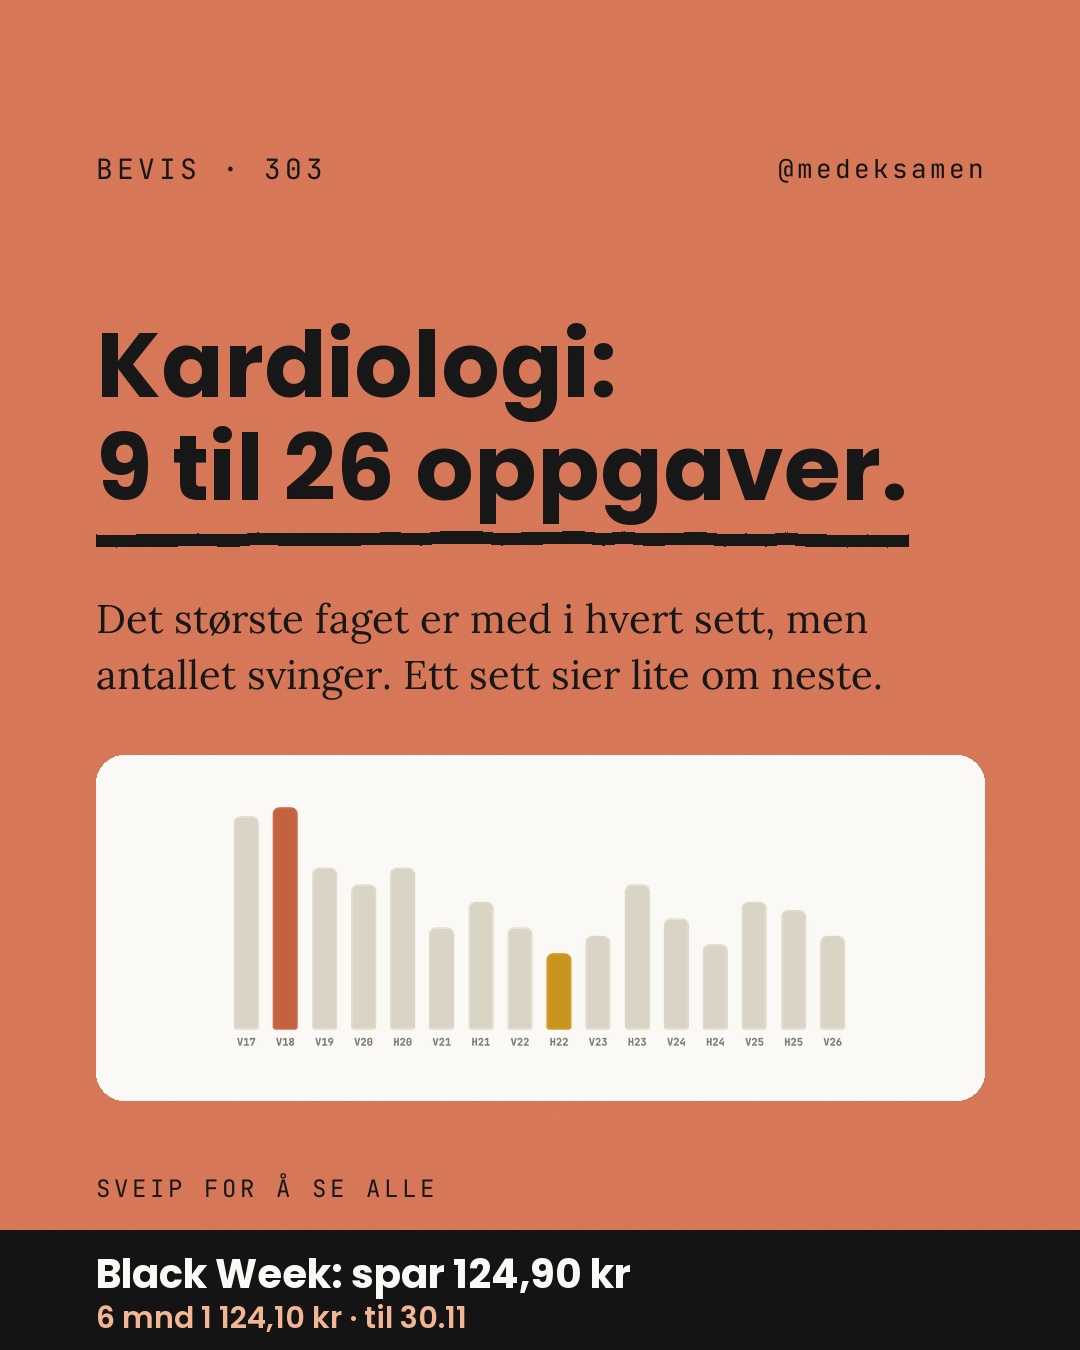 BEVIS · 303
@medeksamen
Kardiologi:
9 til 26 oppgaver.
Det største faget er med i hvert sett, men
antallet svinger. Ett sett sier lite om neste.
V17 V18 V19 V20 H20 V21 H21 V22 H22 V23 H23 V24 H24 V25 H25 V26
SVEIP FOR Å SE ALLE
Black Week: spar 124,90 kr
6 mnd 1 124,10 kr · til 30.11